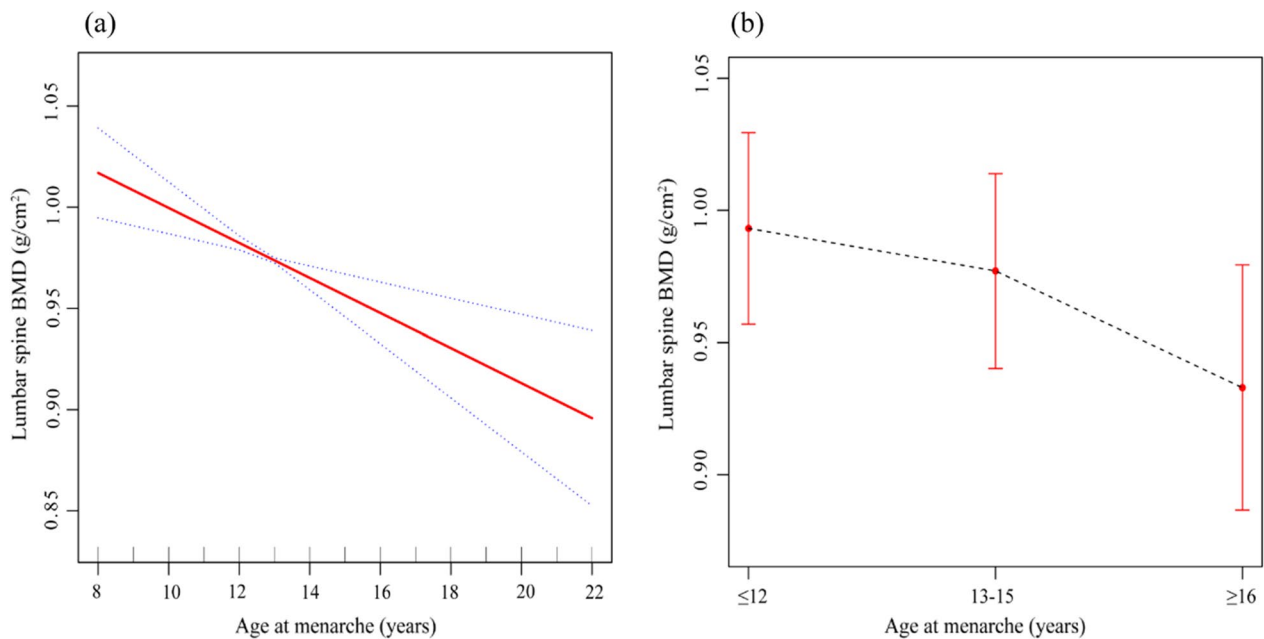 (a)
Lumbar spine BMD (g/cm²)
1.05
1.00
0.95
0.90
0.85
8 10 12 14 16 18 20 22
Age at menarche (years)
(b)
Lumbar spine BMD (g/cm²)
1.05
1.00
0.95
0.90
≤12 13-15 ≥16
Age at menarche (years)